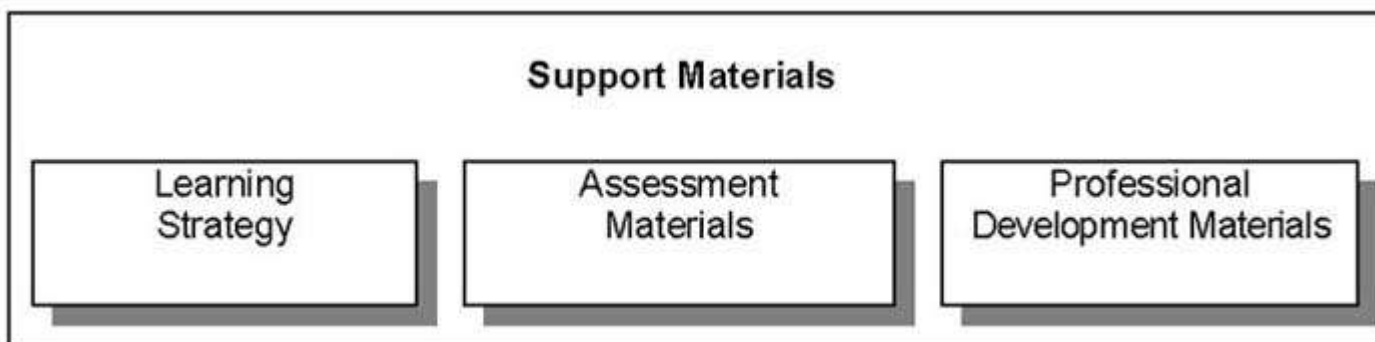 Support Materials
Learning
Strategy
Assessment
Materials
Professional
Development Materials